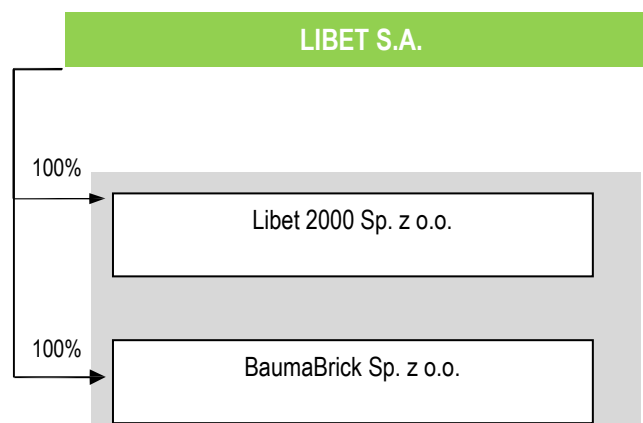 LIBET S.A.
100%
Libet 2000 Sp. z o.o.
100%
BaumaBrick Sp. z o.o.